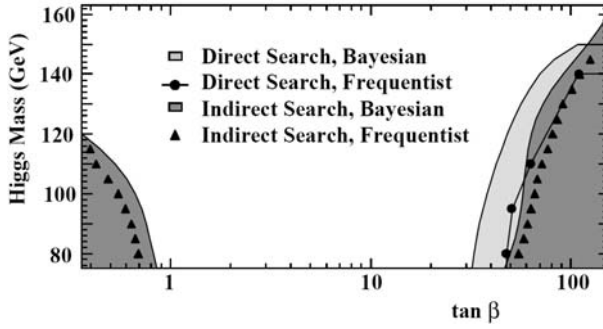 160
140
120
100
80
Higgs Mass (GeV)
Direct Search, Bayesian
Direct Search, Frequentist
Indirect Search, Bayesian
Indirect Search, Frequentist
1
10
100
tan β